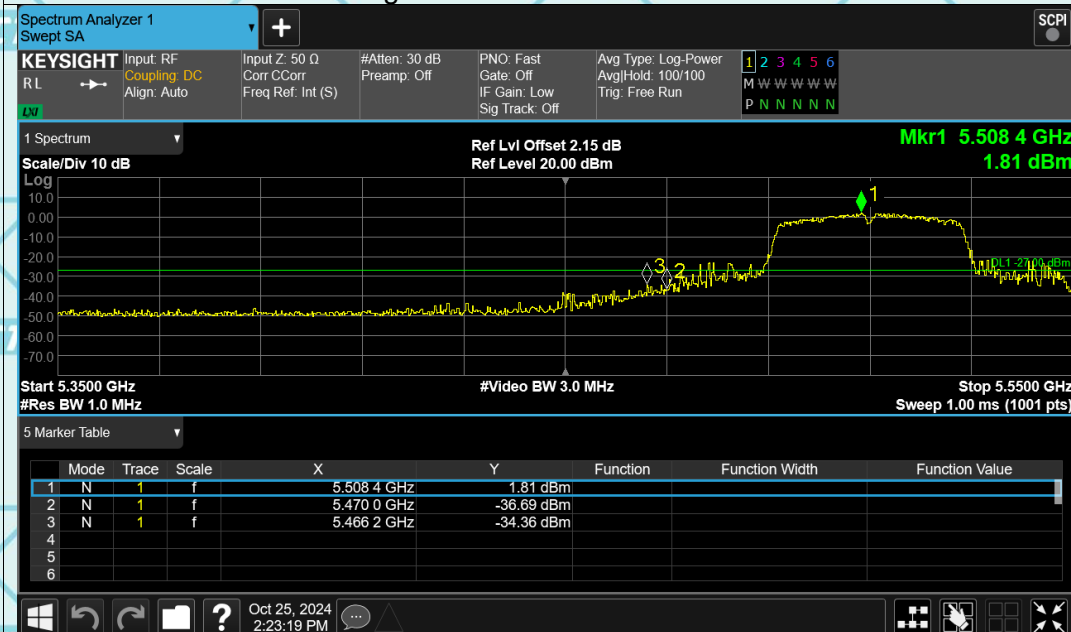 Spectrum Analyzer 1
Swept SA
+
SCPI
KEYSIGHT
RL
LXI
Input: RF
Coupling: DC
Align: Auto
Input Z: 50 Ω
Corr CCorr
Freq Ref: Int (S)
#Atten: 30 dB
Preamp: Off
PNO: Fast
Gate: Off
IF Gain: Low
Sig Track: Off
Avg Type: Log-Power
Avg|Hold: 100/100
Trig: Free Run
1 2 3 4 5 6
M W W W W W
P N N N N N
1 Spectrum
Scale/Div 10 dB
Ref Lvl Offset 2.15 dB
Ref Level 20.00 dBm
Mkr1 5.508 4 GHz
1.81 dBm
Log
10.0
0.00
-10.0
-20.0
-30.0
-40.0
-50.0
-60.0
-70.0
1
3
2
DL1 -27.00 dBm
Start 5.3500 GHz
#Video BW 3.0 MHz
Stop 5.5500 GHz
#Res BW 1.0 MHz
Sweep 1.00 ms (1001 pts)
5 Marker Table
Mode Trace Scale X Y Function Function Width Function Value
1 N 1 f 5.508 4 GHz 1.81 dBm
2 N 1 f 5.470 0 GHz -36.69 dBm
3 N 1 f 5.466 2 GHz -34.36 dBm
4
5
6
?
Oct 25, 2024
2:23:19 PM